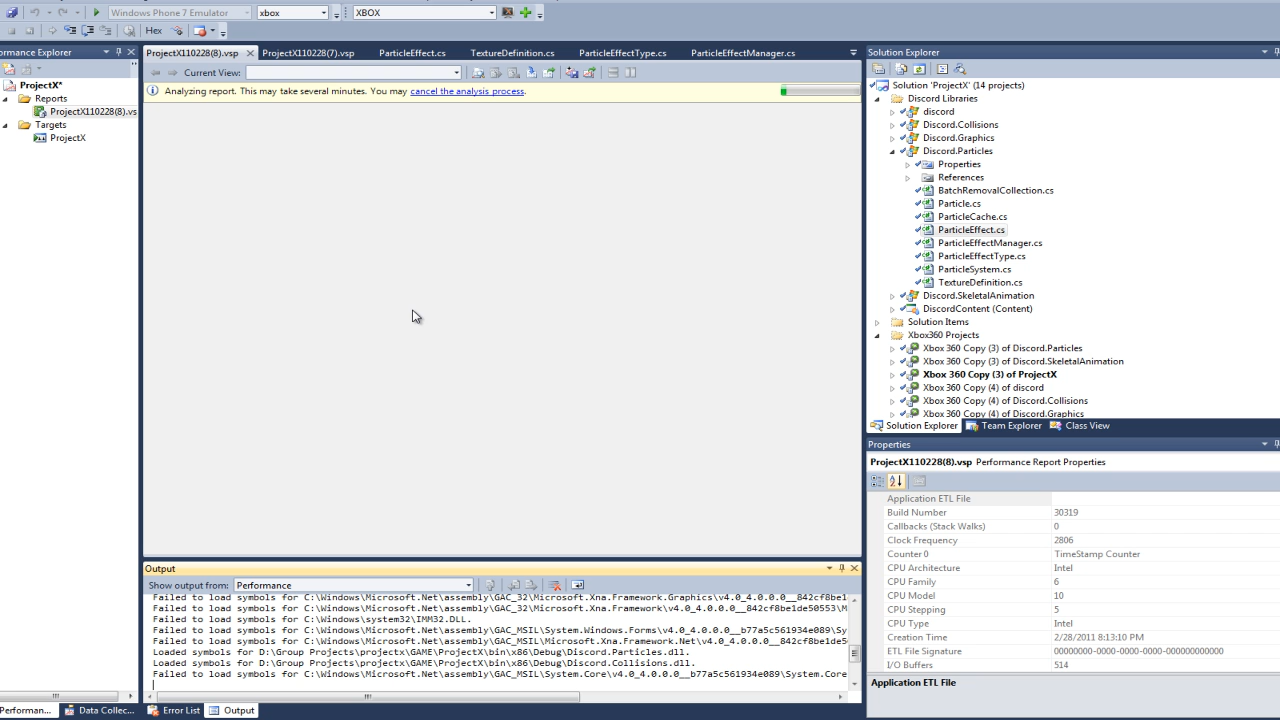 Windows Phone 7 Emulator
xbox
XBOX
Hex
ormance Explorer
ProjectX*
Reports
ProjectX110228(8).vs
Targets
ProjectX
ProjectX110228(8).vsp
ProjectX110228(7).vsp
ParticleEffect.cs
TextureDefinition.cs
ParticleEffectType.cs
ParticleEffectManager.cs
Current View:
Analyzing report. This may take several minutes. You may cancel the analysis process.
Solution Explorer
Solution 'ProjectX' (14 projects)
Discord Libraries
discord
Discord.Collisions
Discord.Graphics
Discord.Particles
Properties
References
BatchRemovalCollection.cs
Particle.cs
ParticleCache.cs
ParticleEffect.cs
ParticleEffectManager.cs
ParticleEffectType.cs
ParticleSystem.cs
TextureDefinition.cs
Discord.SkeletalAnimation
DiscordContent (Content)
Solution Items
Xbox360 Projects
Xbox 360 Copy (3) of Discord.Particles
Xbox 360 Copy (3) of Discord.SkeletalAnimation
Xbox 360 Copy (3) of ProjectX
Xbox 360 Copy (4) of discord
Xbox 360 Copy (4) of Discord.Collisions
Xbox 360 Copy (4) of Discord.Graphics
Solution Explorer
Team Explorer
Class View
Properties
ProjectX110228(8).vsp Performance Report Properties
Application ETL File
Build Number 30319
Callbacks (Stack Walks) 0
Clock Frequency 2806
Counter0 TimeStamp Counter
CPU Architecture Intel
CPU Family 6
CPU Model 10
CPU Stepping 5
CPU Type Intel
Creation Time 2/28/2011 8:13:10 PM
ETL File Signature 00000000-0000-0000-0000-000000000000
I/O Buffers 514
Application ETL File
Output
Show output from: Performance
Failed to load symbols for C:\Windows\Microsoft.Net\assembly\GAC_32\Microsoft.Xna.Framework.Graphics\v4.0_4.0.0.0__842cf8be1
Failed to load symbols for C:\Windows\Microsoft.Net\assembly\GAC_32\Microsoft.Xna.Framework\v4.0_4.0.0.0__842cf8be1de50553\M
Failed to load symbols for C:\Windows\system32\IMM32.DLL.
Failed to load symbols for C:\Windows\Microsoft.Net\assembly\GAC_MSIL\System.Windows.Forms\v4.0_4.0.0.0__b77a5c561934e089\Sy
Failed to load symbols for C:\Windows\Microsoft.Net\assembly\GAC_MSIL\Microsoft.Xna.Framework.Net\v4.0_4.0.0.0__842cf8be1de5
Loaded symbols for D:\Group Projects\projectx\GAME\ProjectX\bin\x86\Debug\Discord.Particles.dll.
Loaded symbols for D:\Group Projects\projectx\GAME\ProjectX\bin\x86\Debug\Discord.Collisions.dll.
Failed to load symbols for C:\Windows\Microsoft.Net\assembly\GAC_MSIL\System.Core\v4.0_4.0.0.0__b77a5c561934e089\System.Core
Performan...
Data Collec...
Error List
Output